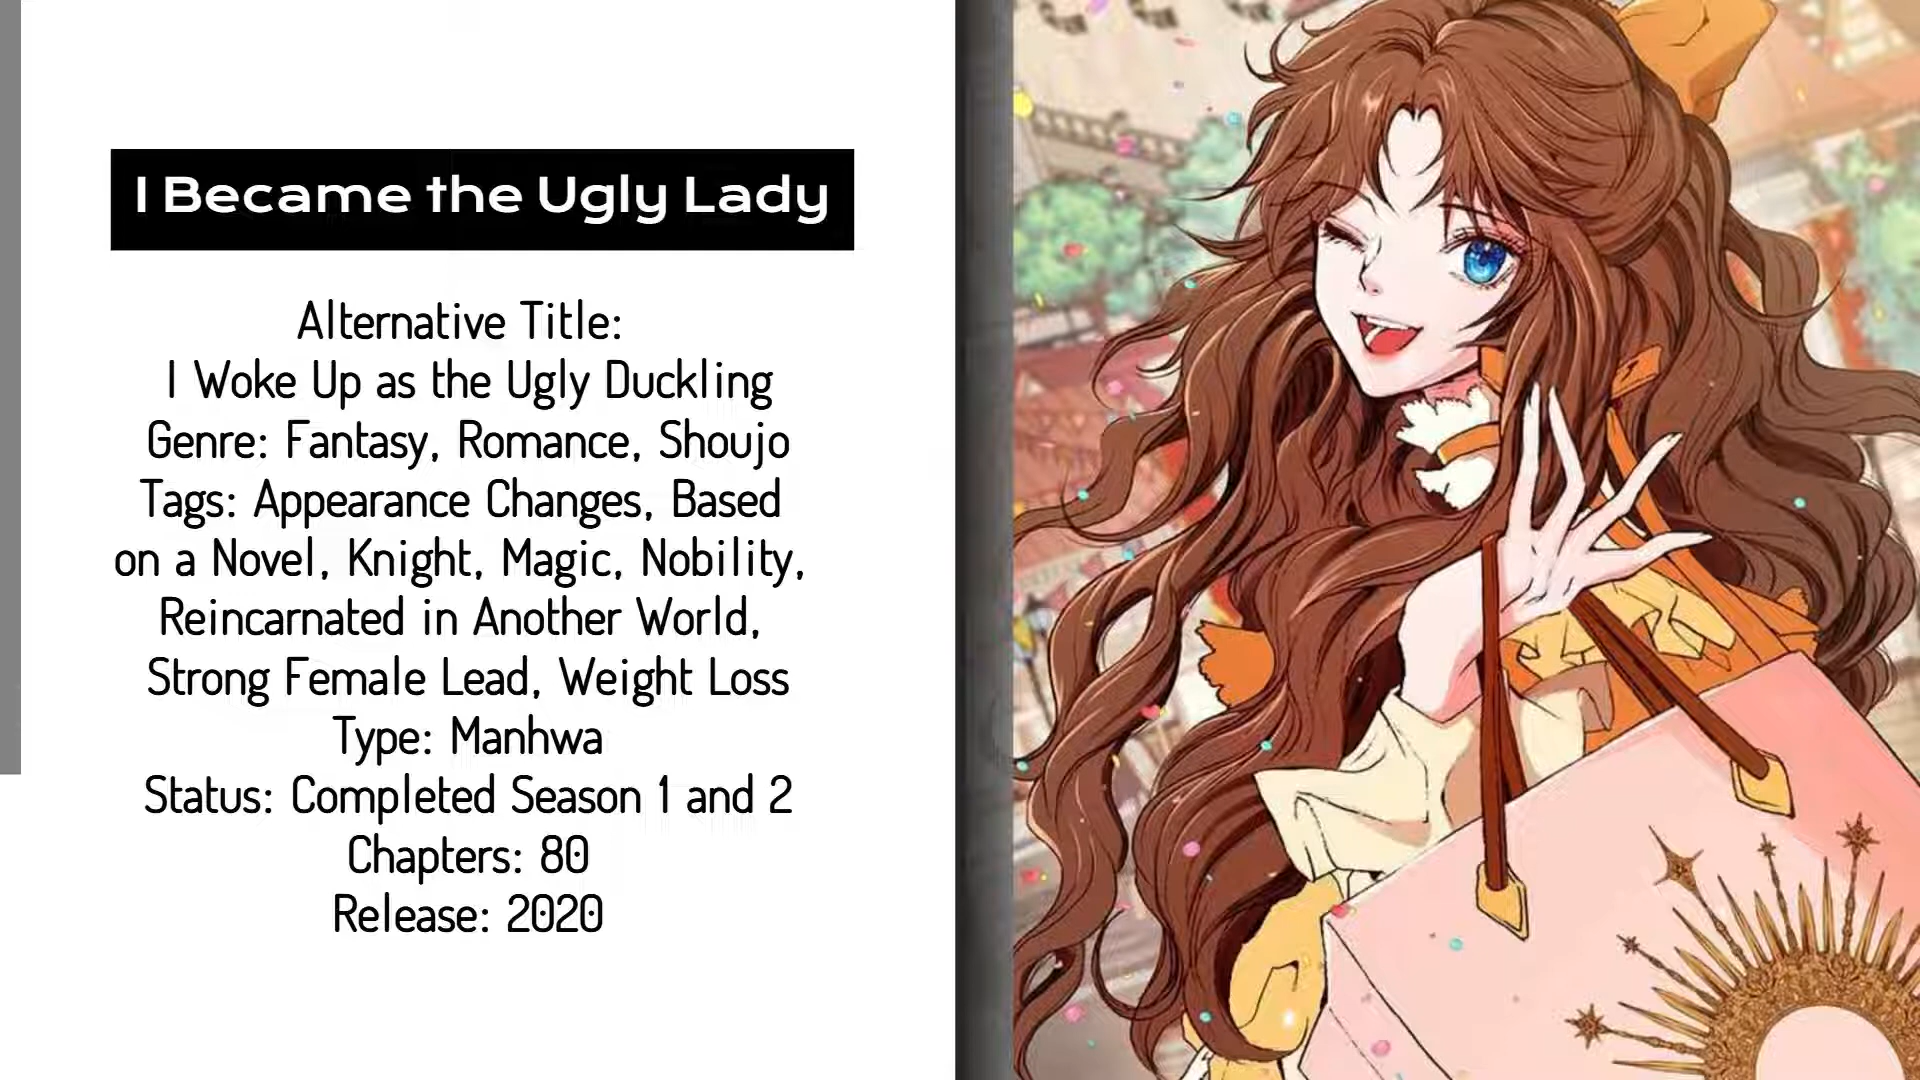 I Became the Ugly Lady
Alternative Title:
I Woke Up as the Ugly Duckling
Genre: Fantasy, Romance, Shoujo
Tags: Appearance Changes, Based
on a Novel, Knight, Magic, Nobility,
Reincarnated in Another World,
Strong Female Lead, Weight Loss
Type: Manhwa
Status: Completed Season 1 and 2
Chapters: 80
Release: 2020